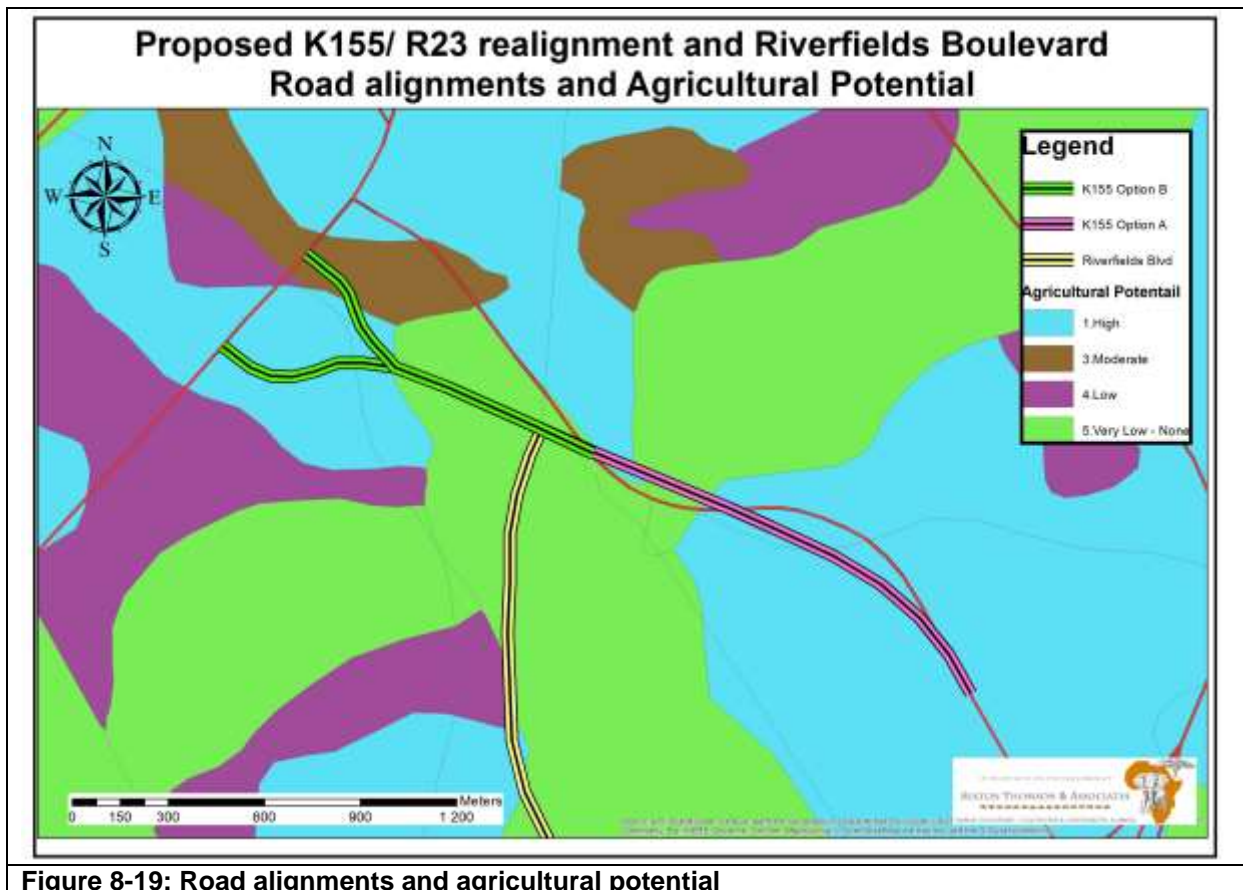 Proposed K155/ R23 realignment and Riverfields Boulevard
Road alignments and Agricultural Potential
N
W
E
S
Legend
K155 Option B
K155 Option A
Riverfields Blvd
Agricultural Potentail
1.High
3.Moderate
4.Low
5.Very Low - None
Meters
0 150 300 600 900 1 200
& ASSOCIATES
Figure 8-19: Road alignments and agricultural potential